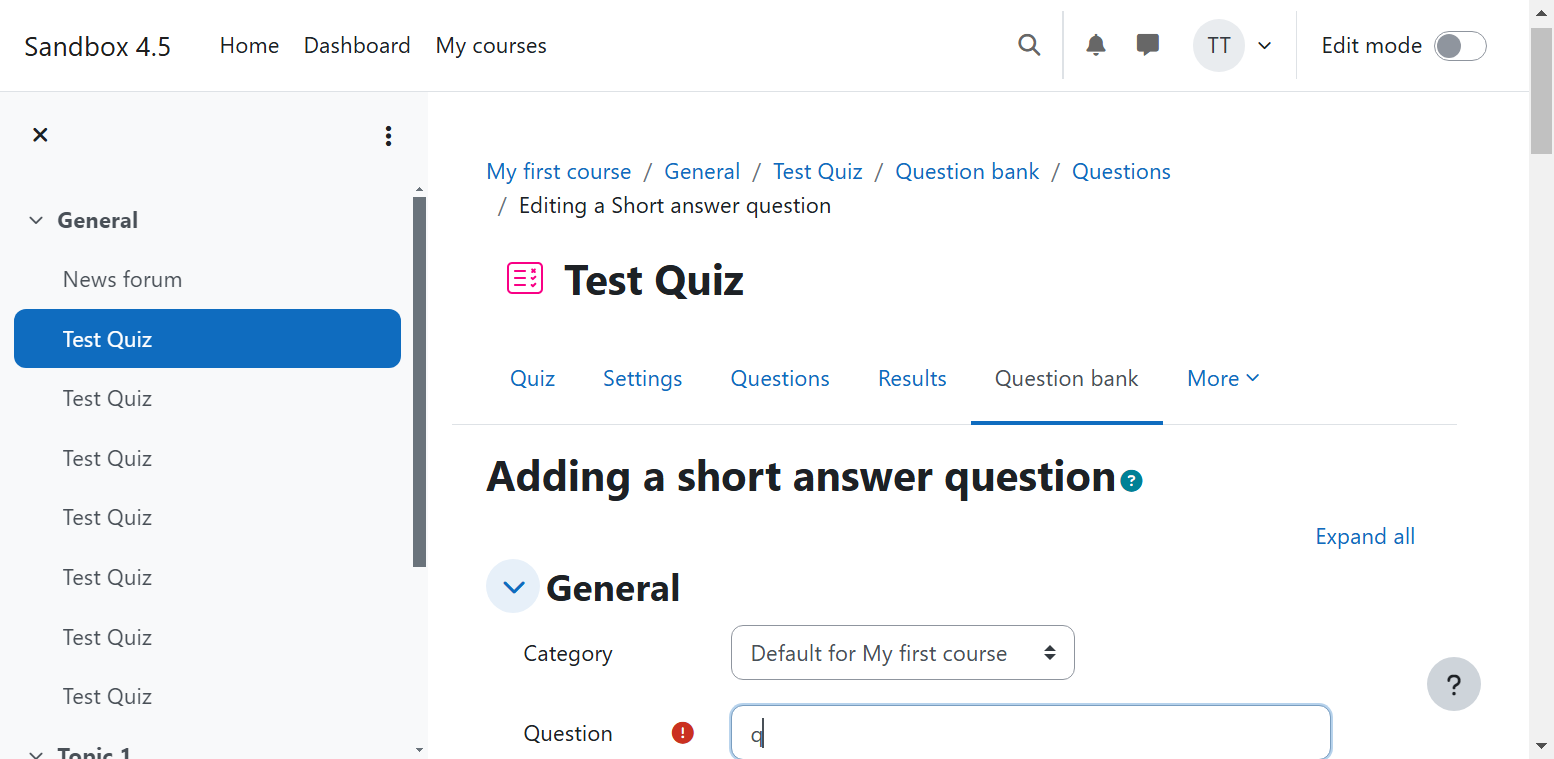 Sandbox 4.5 Home Dashboard My courses TT Edit mode
General
News forum
Test Quiz
Test Quiz
Test Quiz
Test Quiz
Test Quiz
Test Quiz
Test Quiz
Topic 1
My first course / General / Test Quiz / Question bank / Questions
/ Editing a Short answer question
Test Quiz
Quiz Settings Questions Results Question bank More
Adding a short answer question ?
Expand all
General
Category Default for My first course
?
Question ! q